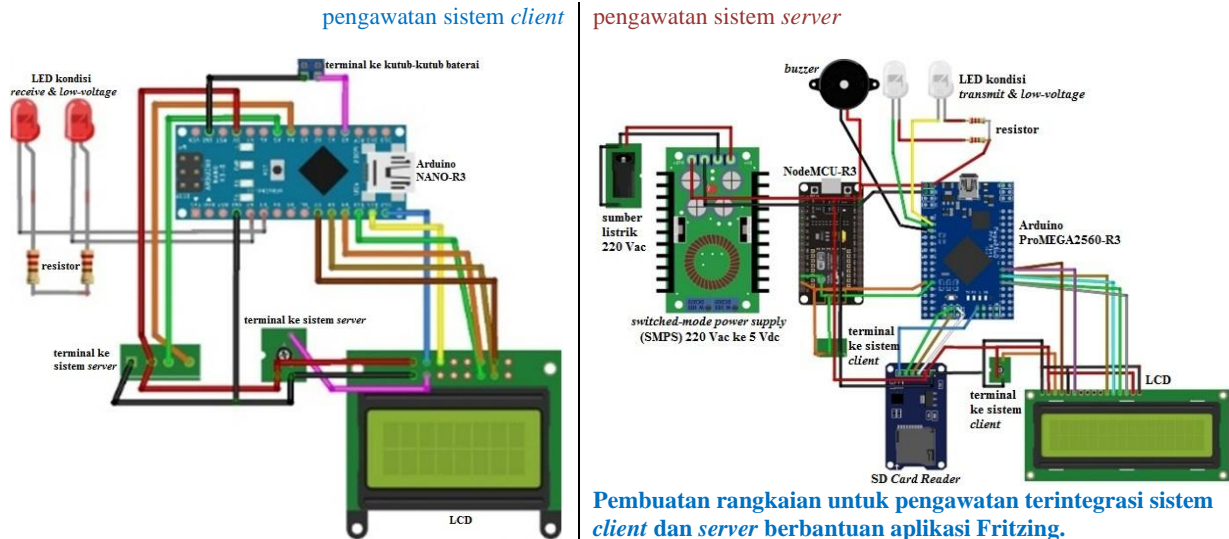 pengawatan sistem client
terminal ke kutub-kutub baterai
LED kondisi
receive & low-voltage
Arduino
NANO-R3
resistor
terminal ke sistem server
terminal ke
sistem server
LCD
pengawatan sistem server
buzzer
LED kondisi
transmit & low-voltage
resistor
NodeMCU-R3
sumber
listrik
220 Vac
Arduino
ProMEGA2560-R3
switched-mode power supply
(SMPS) 220 Vac ke 5 Vdc
terminal
ke sistem
client
LCD
terminal
ke sistem
client
SD Card Reader
Pembuatan rangkaian untuk pengawatan terintegrasi sistem
client dan server berbantuan aplikasi Fritzing.